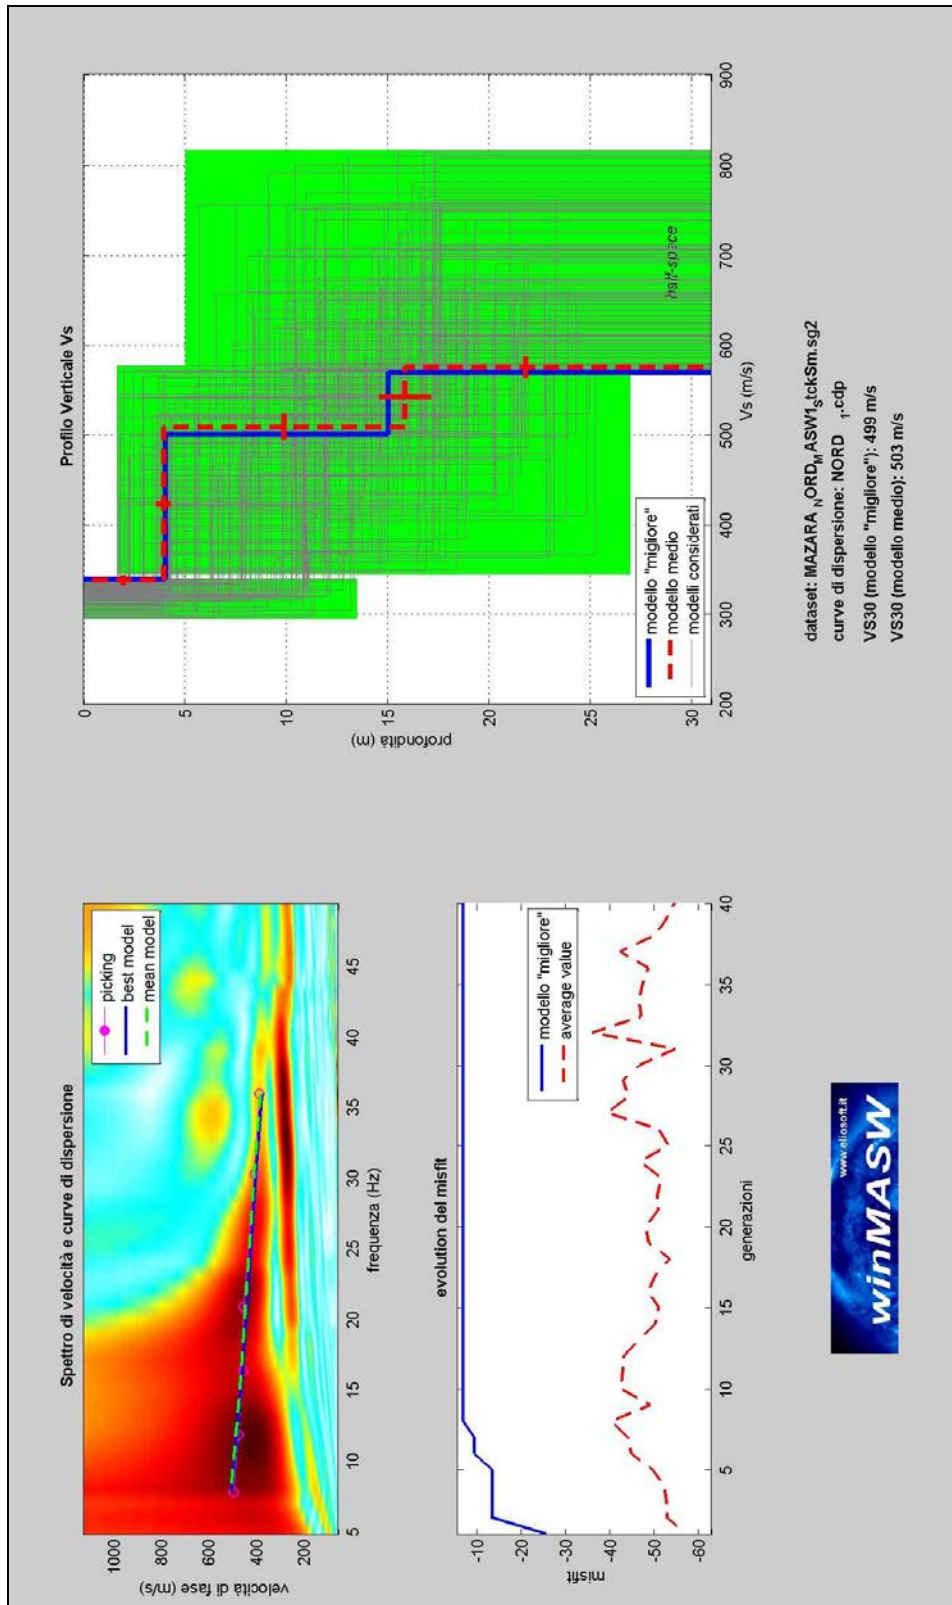 Spettro di velocità e curve di dispersione
velocità di fase (m/s)
1000
800
600
400
200
picking
best model
mean model
5
10
15
20
25
30
35
40
45
frequenza (Hz)
evolution del misfit
misfit
-10
-20
-30
-40
-50
-60
modello "migliore"
average value
5
10
15
20
25
30
35
40
generazioni
www.eliosoft.it
winMASW
Profilo Verticale Vs
profondità (m)
0
5
10
15
20
25
30
half-space
modello "migliore"
modello medio
modelli considerati
200
300
400
500
600
700
800
900
Vs (m/s)
dataset: MAZARA_NORD_MASW1_stckSm.sg2
curve di dispersione: NORD_1.cdp
VS30 (modello "migliore"): 499 m/s
VS30 (modello medio): 503 m/s